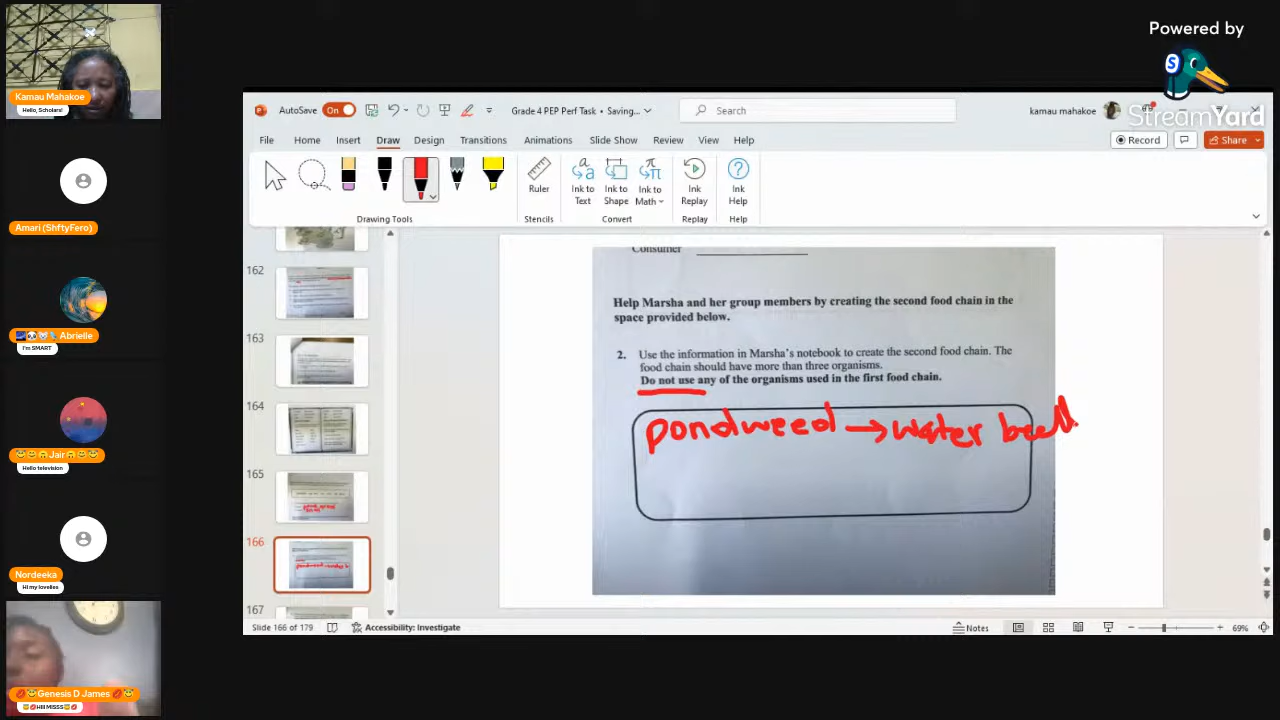 Powered by
StreamYard
Kamau Mahakoe
Hello, Scholars!
Amari (ShftyFero)
Abrielle
I'm SMART
Jair
Hello television
Nordeeka
Hi my lovelies
Genesis D James
HIII MISSS
AutoSave On
Grade 4 PEP Perf Task • Saving...
Search
kamau mahakoe
File Home Insert Draw Design Transitions Animations Slide Show Review View Help
Record
Share
Ruler
Ink to Text
Ink to Shape
Ink to Math
Ink Replay
Ink Help
Drawing Tools
Stencils
Convert
Replay
Help
162
163
164
165
166
167
Consumer
Help Marsha and her group members by creating the second food chain in the
space provided below.
2. Use the information in Marsha's notebook to create the second food chain. The
food chain should have more than three organisms.
Do not use any of the organisms used in the first food chain.
pondweed → water
Slide 166 of 179
Accessibility: Investigate
Notes
69%